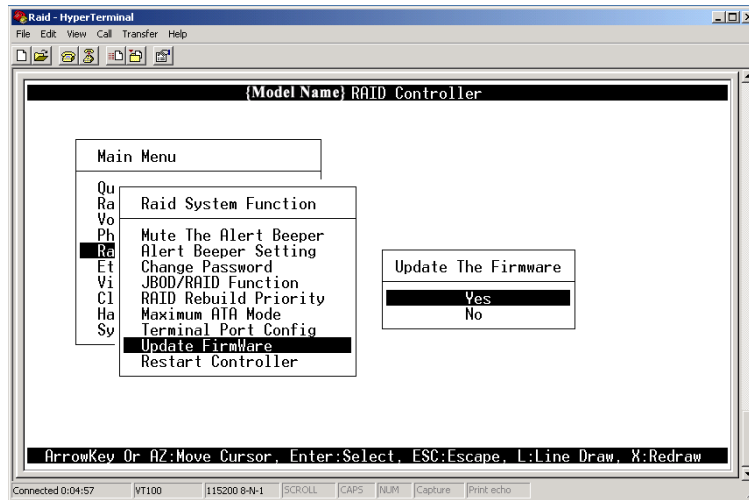 Raid - HyperTerminal
File Edit View Call Transfer Help
{Model Name} RAID Controller
Main Menu
Qu
Ra
Vo
Ph
Ra
Et
Vi
Cl
Ha
Sy
Raid System Function
Mute The Alert Beeper
Alert Beeper Setting
Change Password
JBOD/RAID Function
RAID Rebuild Priority
Maximum ATA Mode
Terminal Port Config
Update FirmWare
Restart Controller
Update The Firmware
Yes
No
ArrowKey Or AZ:Move Cursor, Enter:Select, ESC:Escape, L:Line Draw, X:Redraw
Connected 0:04:57 VT100 115200 8-N-1 SCROLL CAPS NUM Capture Print echo